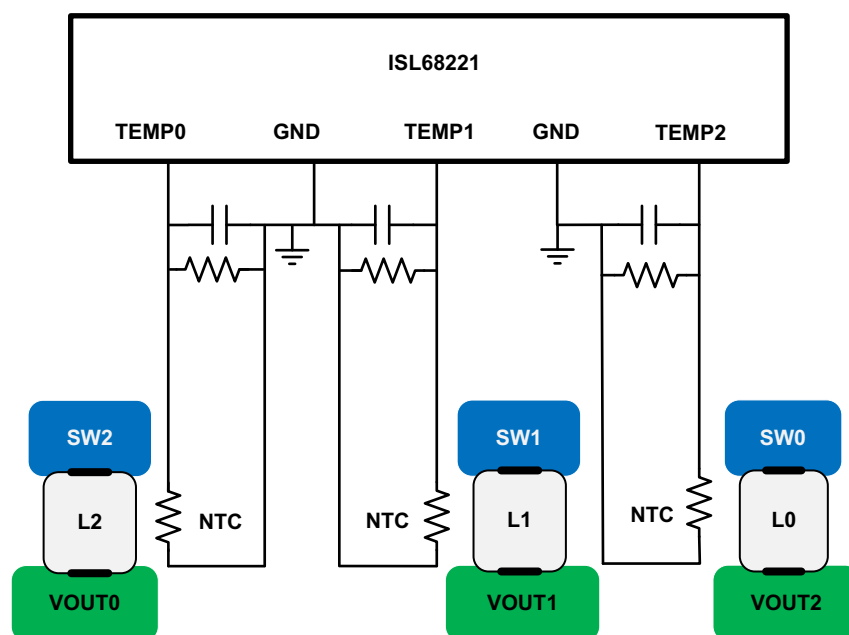 ISL68221
TEMP0 GND TEMP1 GND TEMP2
SW2 SW1 SW0
L2 NTC NTC L1 NTC L0
VOUT0 VOUT1 VOUT2